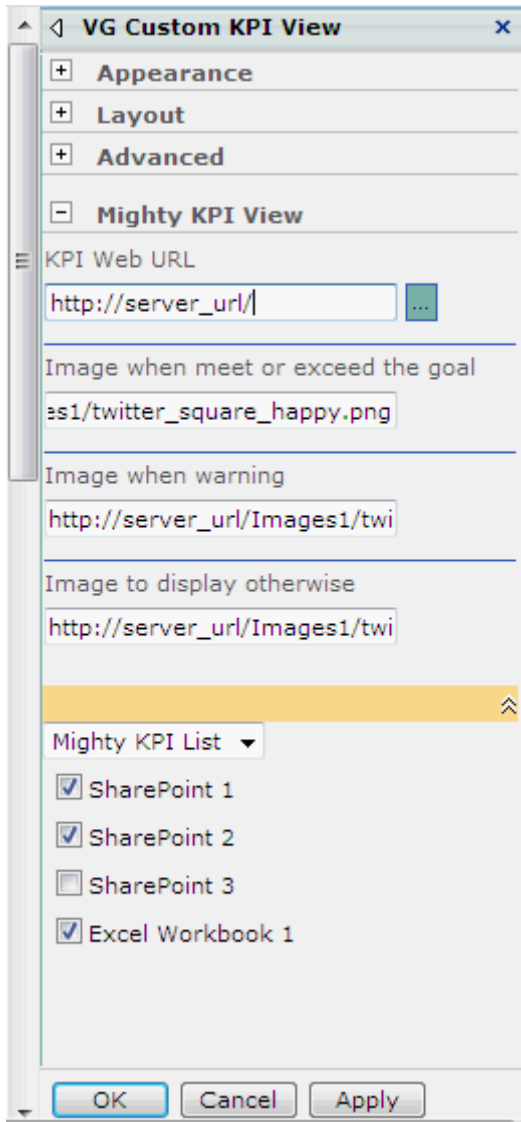 VG Custom KPI View
Appearance
Layout
Advanced
Mighty KPI View
KPI Web URL
http://server_url/
...
Image when meet or exceed the goal
es1/twitter_square_happy.png
Image when warning
http://server_url/Images1/twi
Image to display otherwise
http://server_url/Images1/twi
Mighty KPI List
SharePoint 1
SharePoint 2
SharePoint 3
Excel Workbook 1
OK Cancel Apply